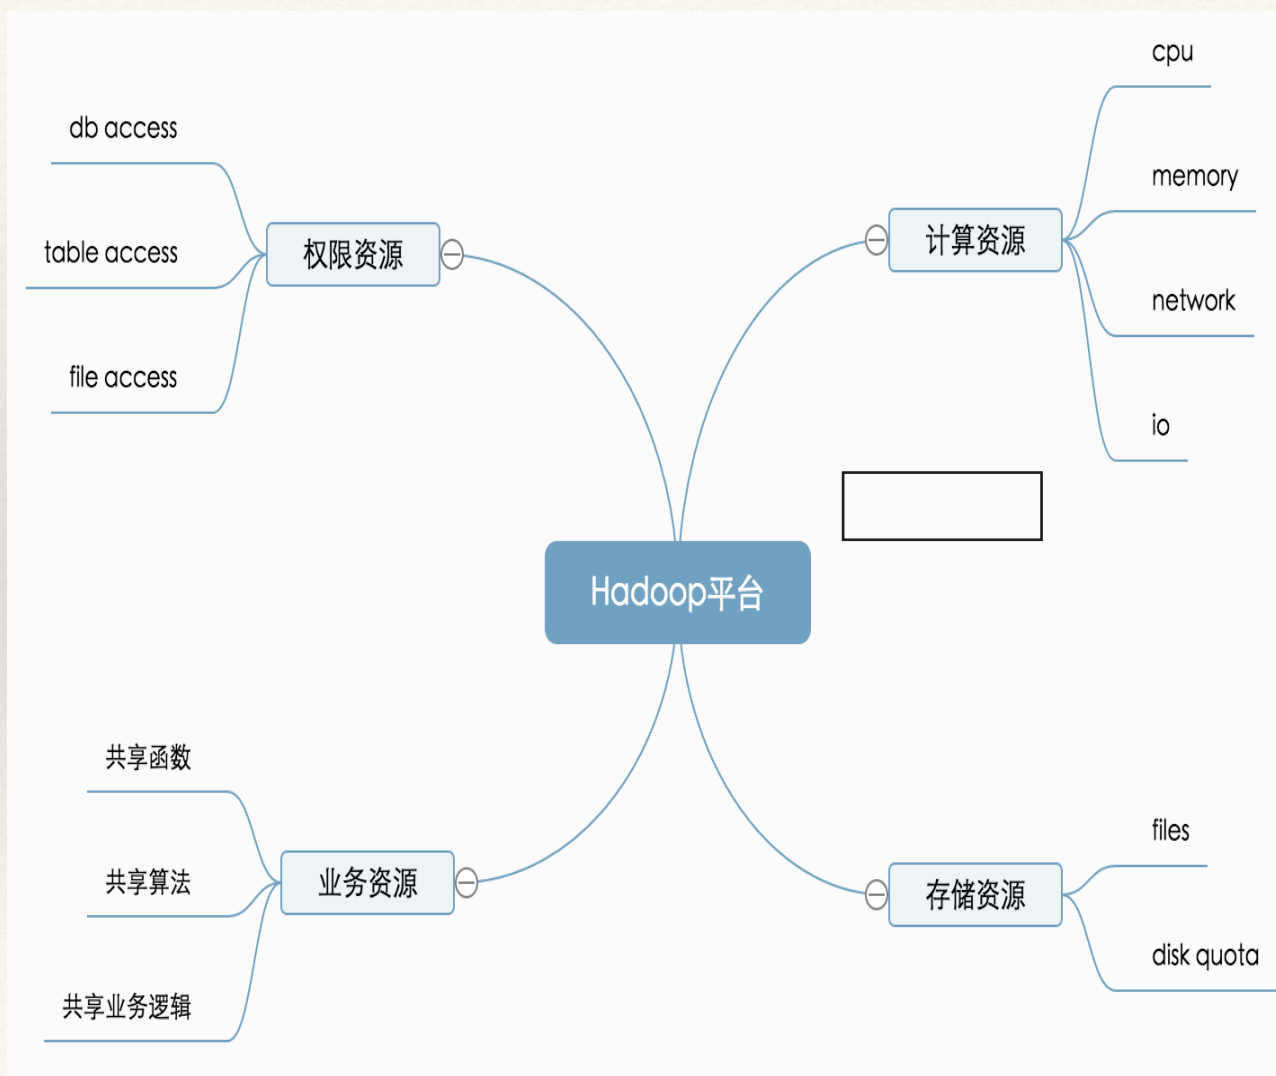 cpu
db access
memory
计算资源
table access
权限资源
network
file access
io
Hadoop平台
共享函数
files
共享算法
业务资源
存储资源
disk quota
共享业务逻辑